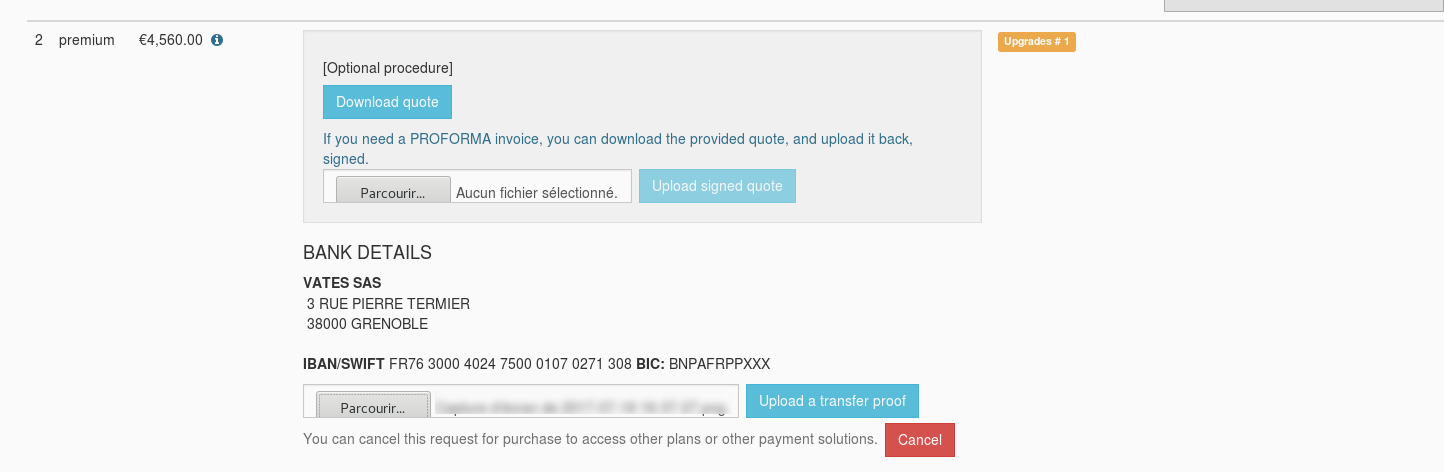 2 premium €4,560.00
Upgrades # 1
[Optional procedure]
Download quote
If you need a PROFORMA invoice, you can download the provided quote, and upload it back,
signed.
Parcourir... Aucun fichier sélectionné. Upload signed quote
BANK DETAILS
VATES SAS
3 RUE PIERRE TERMIER
38000 GRENOBLE
IBAN/SWIFT FR76 3000 4024 7500 0107 0271 308 BIC: BNPAFRPPXXX
Parcourir... Upload a transfer proof
You can cancel this request for purchase to access other plans or other payment solutions. Cancel